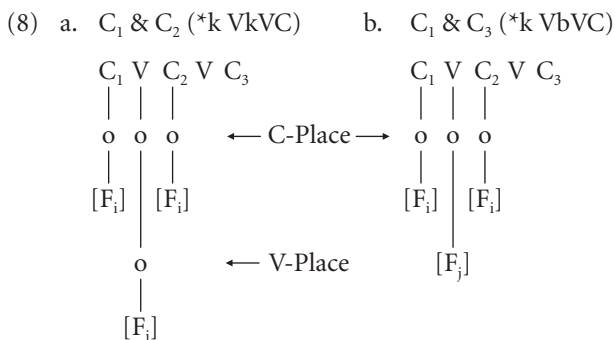 (8) a. C₁ & C₂ (*k VkVC) b. C₁ & C₃ (*k VbVC)
C₁ V C₂ V C₃ C₁ V C₂ V C₃
o o o ← C-Place → o o o
[Fᵢ] [Fᵢ] [Fᵢ] [Fᵢ]
o ← V-Place [Fⱼ]
[Fᵢ]